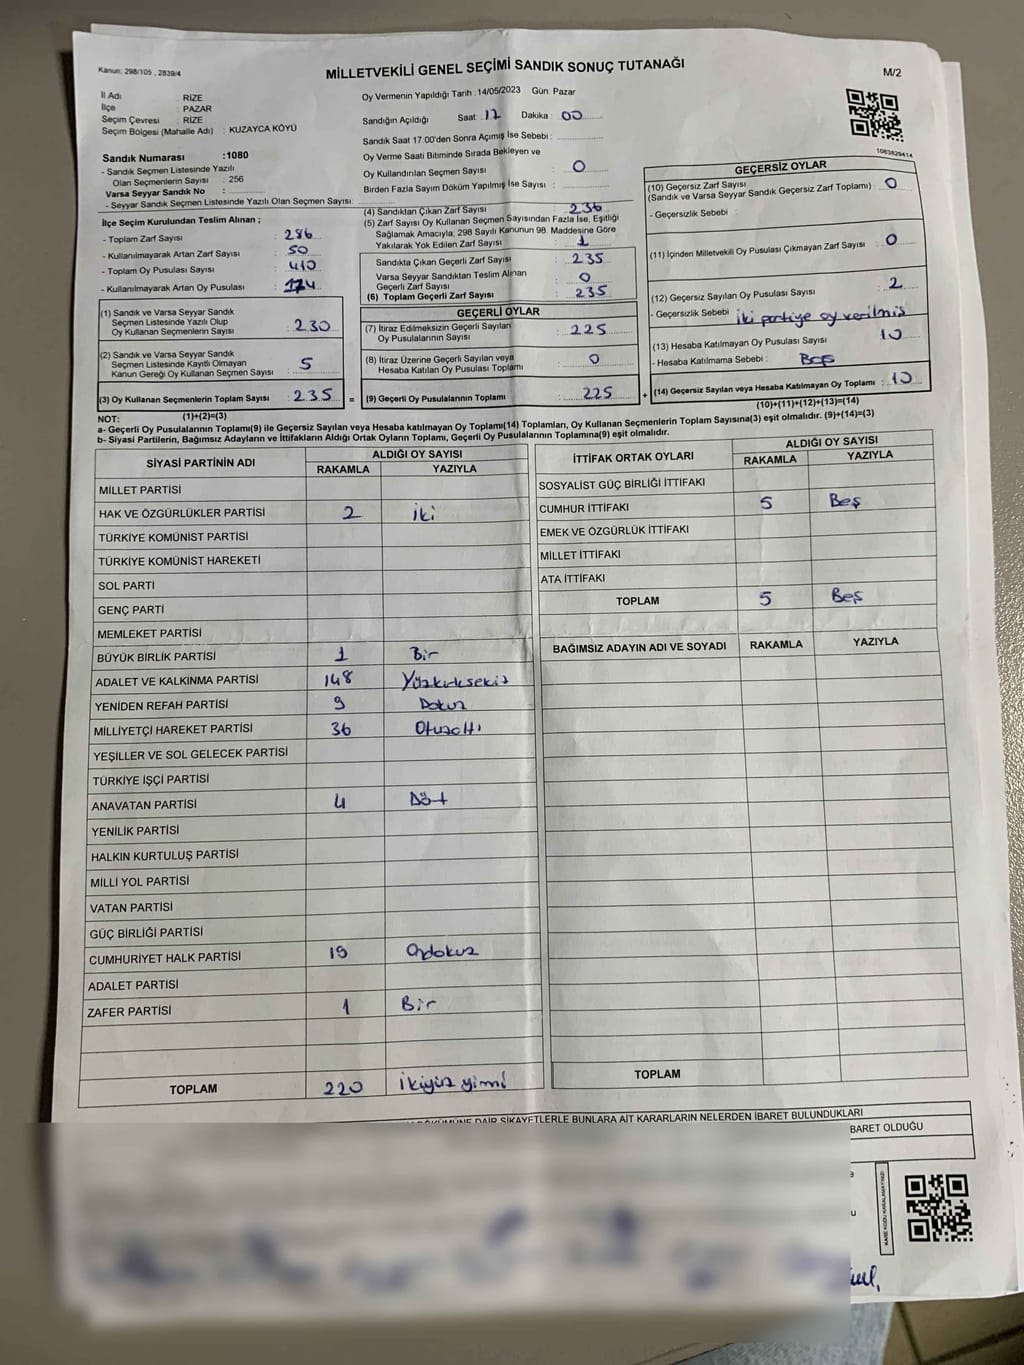 Kanun: 298/105 , 2839/4
MİLLETVEKİLİ GENEL SEÇİMİ SANDIK SONUÇ TUTANAĞI
M/2
İl Adı : RİZE
İlçe : PAZAR
Seçim Çevresi : RİZE
Seçim Bölgesi (Mahalle Adı) : KUZAYCA KÖYÜ
Sandık Numarası :1080
- Sandık Seçmen Listesinde Yazılı
Olan Seçmenlerin Sayısı : 256
Varsa Seyyar Sandık No :
- Seyyar Sandık Seçmen Listesinde Yazılı Olan Seçmen Sayısı:
Oy Vermenin Yapıldığı Tarih :14/05/2023 Gün: Pazar
Sandığın Açıldığı Saat :17 Dakika : 00
Sandık Saat 17.00'den Sonra Açımış İse Sebebi :
Oy Verme Saati Bitiminde Sırada Bekleyen ve
Oy Kullandırılan Seçmen Sayısı : 0
Birden Fazla Sayım Döküm Yapılmış İse Sayısı :
1083829414
İlçe Seçim Kurulundan Teslim Alınan ;
- Toplam Zarf Sayısı : 286
- Kullanılmayarak Artan Zarf Sayısı : 50
- Toplam Oy Pusulası Sayısı : 410
- Kullanılmayarak Artan Oy Pusulası : 174
(1) Sandık ve Varsa Seyyar Sandık
Seçmen Listesinde Yazılı Olup
Oy Kullanan Seçmenlerin Sayısı : 230
(2) Sandık ve Varsa Seyyar Sandık
Seçmen Listesinde Kayıtlı Olmayan
Kanun Gereği Oy Kullanan Seçmen Sayısı : 5
(3) Oy Kullanan Seçmenlerin Toplam Sayısı : 235 =
(1)+(2)=(3)
(4) Sandıktan Çıkan Zarf Sayısı : 236
(5) Zarf Sayısı Oy Kullanan Seçmen Sayısından Fazla İse, Eşitliği
Sağlamak Amacıyla; 298 Sayılı Kanunun 98. Maddesine Göre
Yakılarak Yok Edilen Zarf Sayısı : 1
Sandıkta Çıkan Geçerli Zarf Sayısı : 235
Varsa Seyyar Sandıktan Teslim Alınan
Geçerli Zarf Sayısı : 0
(6) Toplam Geçerli Zarf Sayısı : 235
GEÇERLİ OYLAR
(7) İtiraz Edilmeksizin Geçerli Sayılan
Oy Pusulalarının Sayısı : 225
(8) İtiraz Üzerine Geçerli Sayılan veya
Hesaba Katılan Oy Pusulası Toplamı : 0
(9) Geçerli Oy Pusulalarının Toplamı : 225 +
GEÇERSİZ OYLAR
(10) Geçersiz Zarf Sayısı
(Sandık ve Varsa Seyyar Sandık Geçersiz Zarf Toplamı) : 0
- Geçersizlik Sebebi :
(11) İçinden Milletvekili Oy Pusulası Çıkmayan Zarf Sayısı : 0
(12) Geçersiz Sayılan Oy Pusulası Sayısı : 2
- Geçersizlik Sebebi : iki partiye oy verilmiş
(13) Hesaba Katılmayan Oy Pusulası Sayısı : 10
- Hesaba Katılmama Sebebi : Boş
(14) Geçersiz Sayılan veya Hesaba Katılmayan Oy Toplamı : 10
(10)+(11)+(12)+(13)=(14)
NOT:
a- Geçerli Oy Pusulalarının Toplamı(9) ile Geçersiz Sayılan veya Hesaba katılmayan Oy Toplamı(14) Toplamları, Oy Kullanan Seçmenlerin Toplam Sayısına(3) eşit olmalıdır. (9)+(14)=(3)
b- Siyasi Partilerin, Bağımsız Adayların ve İttifakların Aldığı Ortak Oyların Toplamı, Geçerli Oy Pusulalarının Toplamına(9) eşit olmalıdır.
SİYASİ PARTİNİN ADI ALDIĞI OY SAYISI
RAKAMLA YAZIYLA
MİLLET PARTİSİ
HAK VE ÖZGÜRLÜKLER PARTİSİ 2 iki
TÜRKİYE KOMÜNİST PARTİSİ
TÜRKİYE KOMÜNİST HAREKETİ
SOL PARTİ
GENÇ PARTİ
MEMLEKET PARTİSİ
BÜYÜK BİRLİK PARTİSİ 1 Bir
ADALET VE KALKINMA PARTİSİ 148 Yüzkırksekiz
YENİDEN REFAH PARTİSİ 9 Dokuz
MİLLİYETÇİ HAREKET PARTİSİ 36 Otuzaltı
YEŞİLLER VE SOL GELECEK PARTİSİ
TÜRKİYE İŞÇİ PARTİSİ
ANAVATAN PARTİSİ 4 Döt
YENİLİK PARTİSİ
HALKIN KURTULUŞ PARTİSİ
MİLLİ YOL PARTİSİ
VATAN PARTİSİ
GÜÇ BİRLİĞİ PARTİSİ
CUMHURİYET HALK PARTİSİ 19 Ondokuz
ADALET PARTİSİ
ZAFER PARTİSİ 1 Bir
TOPLAM 220 ikiyüz yirmi
İTTİFAK ORTAK OYLARI ALDIĞI OY SAYISI
RAKAMLA YAZIYLA
SOSYALİST GÜÇ BİRLİĞİ İTTİFAKI
CUMHUR İTTİFAKI 5 Beş
EMEK VE ÖZGÜRLÜK İTTİFAKI
MİLLET İTTİFAKI
ATA İTTİFAKI
TOPLAM 5 Beş
BAĞIMSIZ ADAYIN ADI VE SOYADI RAKAMLA YAZIYLA
TOPLAM
DAİR ŞİKAYETLERLE BUNLARA AİT KARARLARIN NELERDEN İBARET BULUNDUKLARI
BARET OLDUĞU